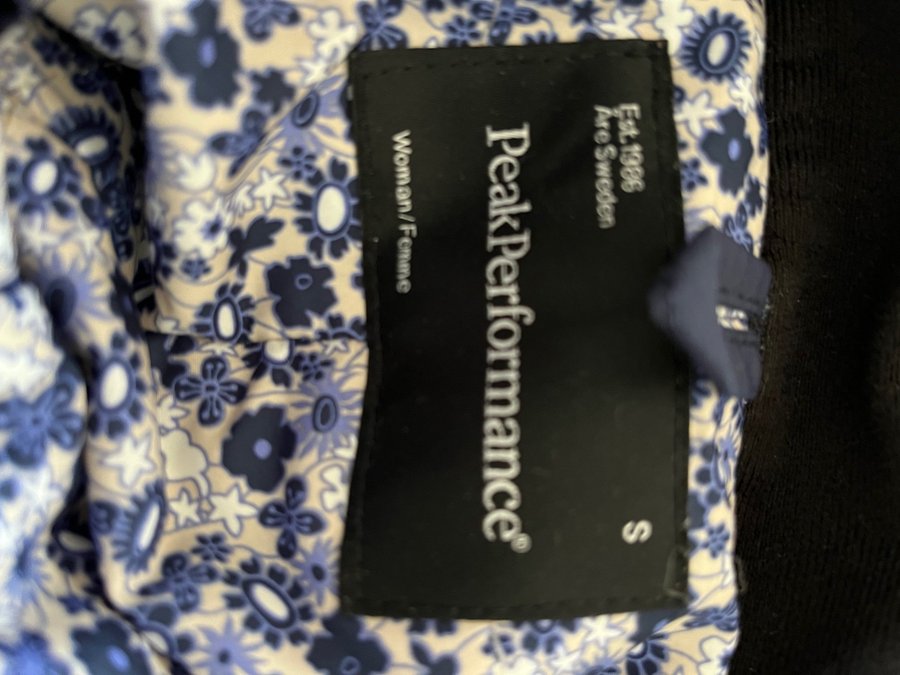 Est.1986
Åre Sweden
S
PeakPerformance®
Woman/Femme